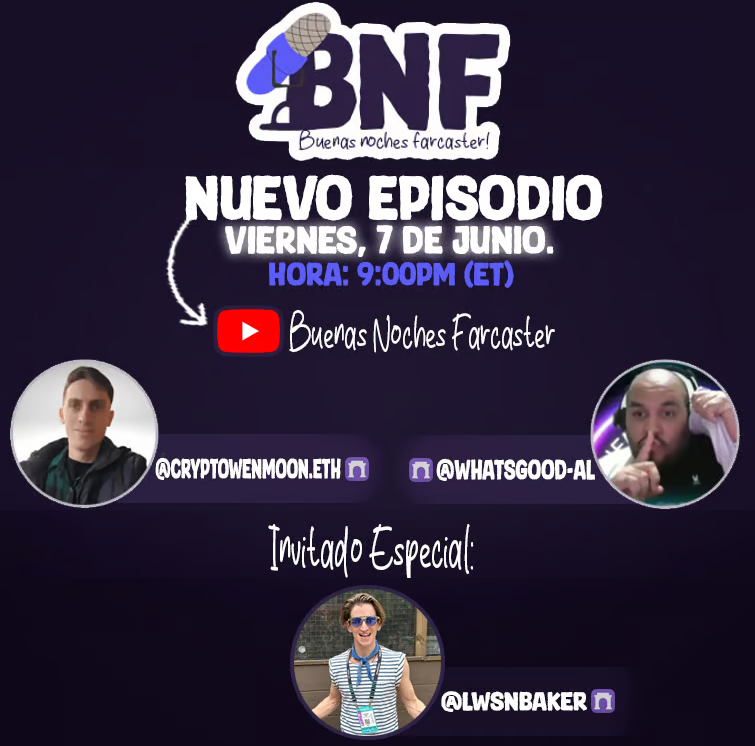 BNF
Buenas noches farcaster!
NUEVO EPISODIO
VIERNES, 7 DE JUNIO.
HORA: 9:00PM (ET)
Buenas Noches Farcaster
@CRYPTOWENMOON.ETH
@WHATSGOOD-AL
Invitado Especial:
@LWSNBAKER